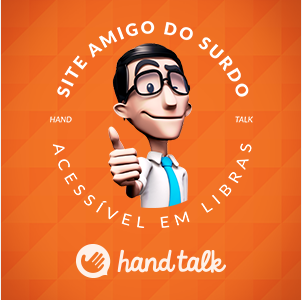 SITE AMIGO DO SURDO
HAND
TALK
ACESSÍVEL EM LIBRAS
hand talk